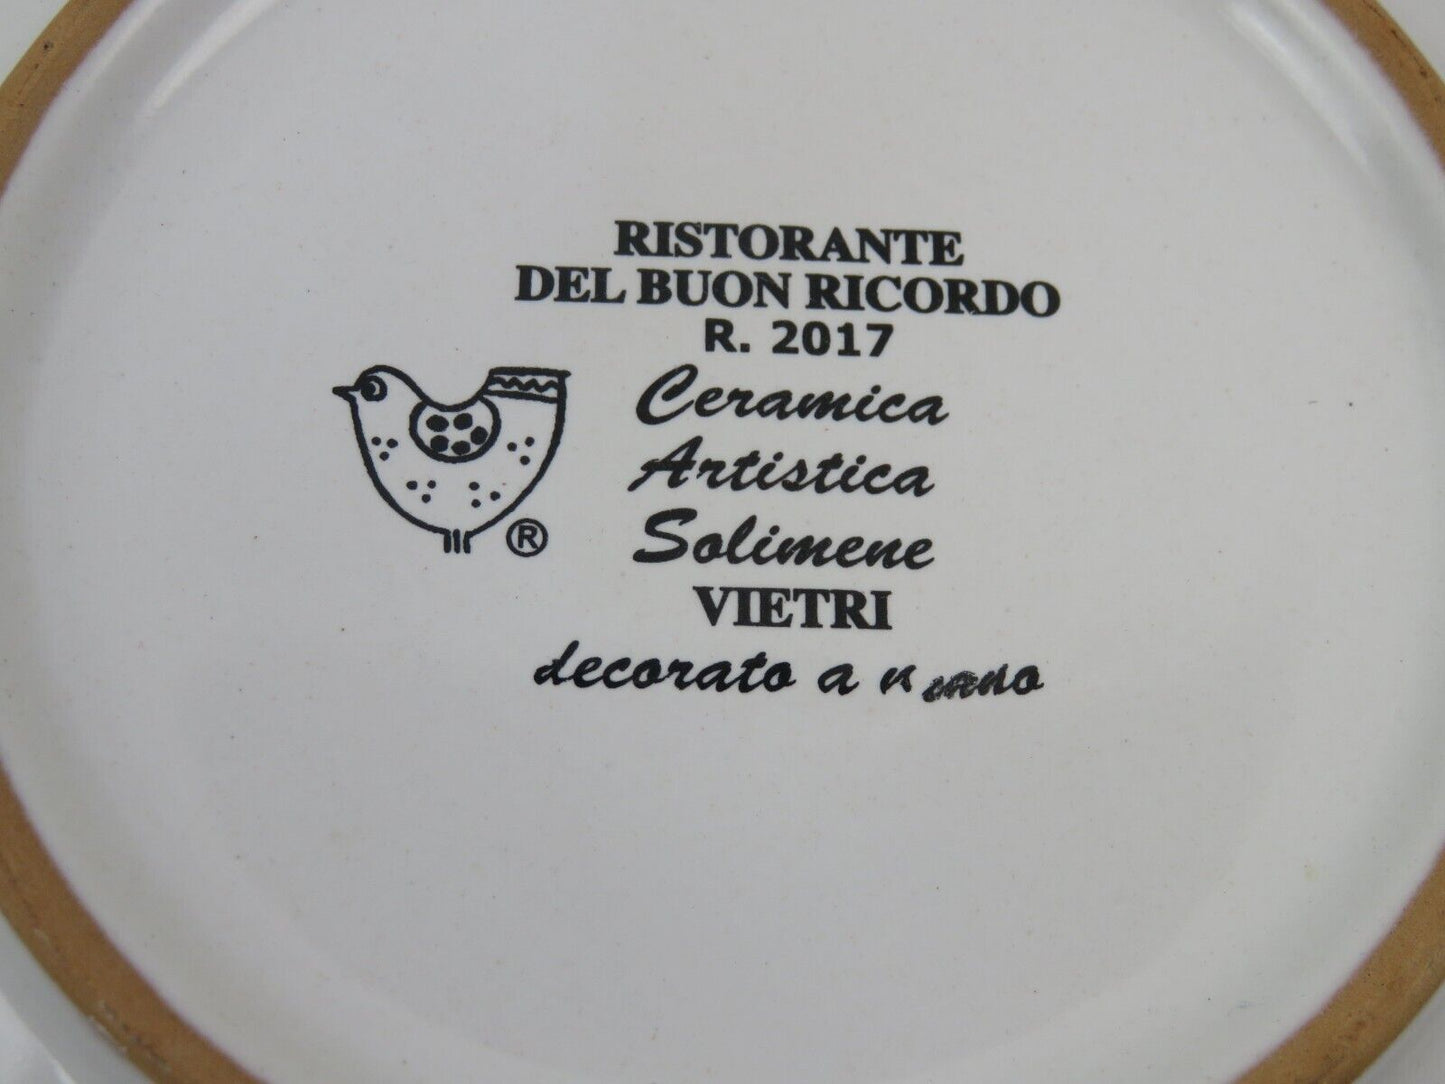 RISTORANTE
DEL BUON RICORDO
R. 2017
Ceramica
Artistica
Solimene
VIETRI
decorato a
®